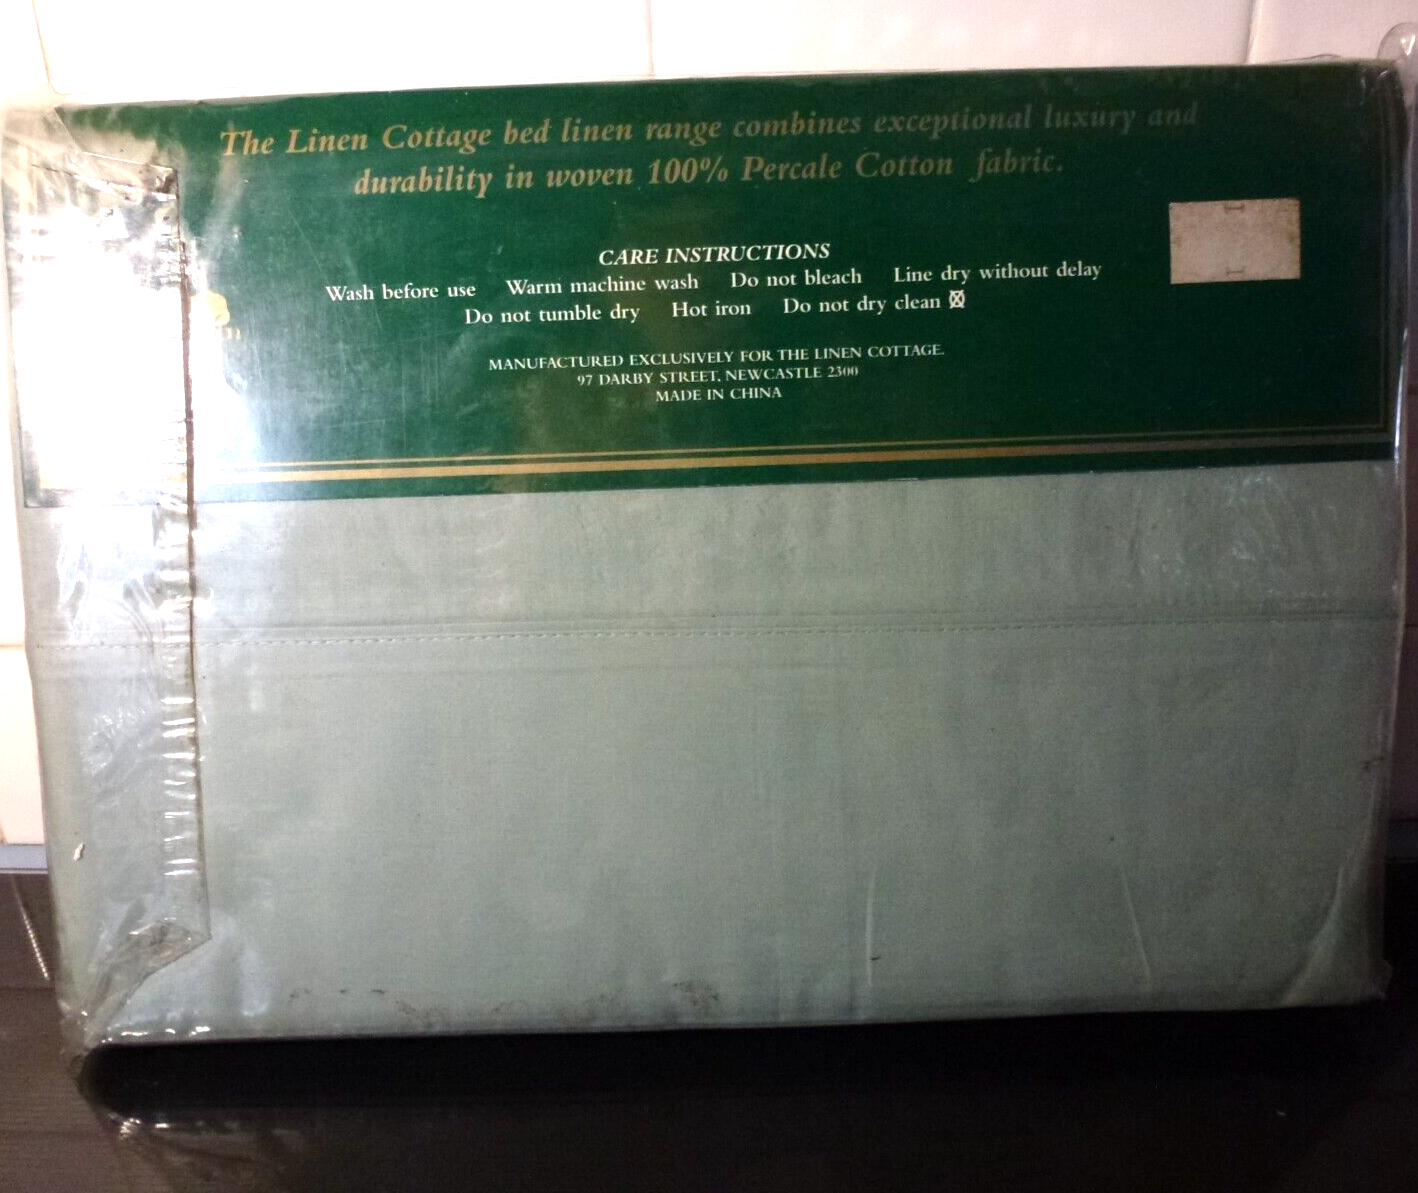 The Linen Cottage bed linen range combines exceptional luxury and
durability in woven 100% Percale Cotton fabric.
CARE INSTRUCTIONS
Wash before use Warm machine wash Do not bleach Line dry without delay
Do not tumble dry Hot iron Do not dry clean
MANUFACTURED EXCLUSIVELY FOR THE LINEN COTTAGE.
97 DARBY STREET, NEWCASTLE 2300
MADE IN CHINA